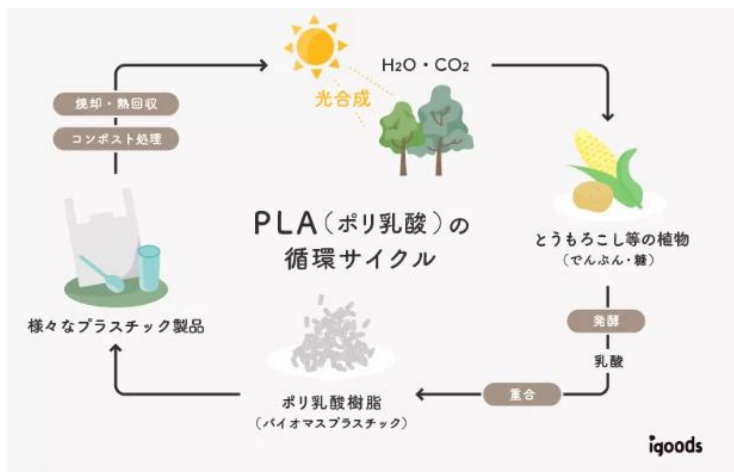 H2O・CO2
光合成
焼却・熱回収
コンポスト処理
PLA(ポリ乳酸)の
循環サイクル
とうもろこし等の植物
(でんぷん・糖)
発酵
乳酸
重合
ポリ乳酸樹脂
(バイオマスプラスチック)
様々なプラスチック製品
igoods